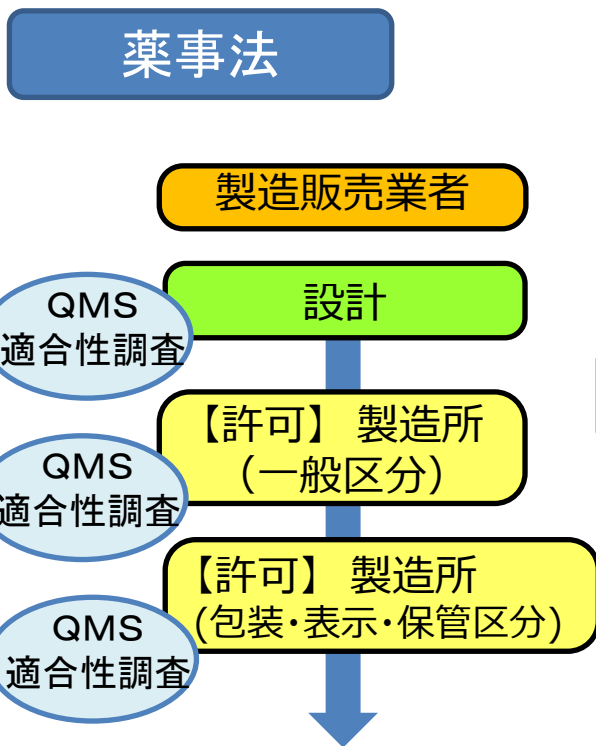 薬事法
製造販売業者
設計
QMS
適合性調査
【許可】 製造所
（一般区分）
QMS
適合性調査
【許可】 製造所
(包装・表示・保管区分)
QMS
適合性調査